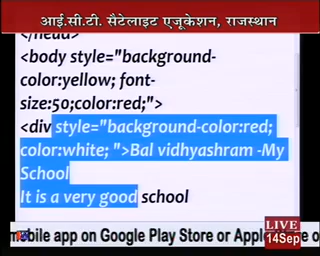 आई.सी.टी. सैटेलाइट एजूकेशन, राजस्थान
</head>
<body style="background-
color:yellow; font-
size:50;color:red;">
<div style="background-color:red;
color:white; ">Bal vidhyashram -My
School
It is a very good school
mobile app on Google Play Store or Apple o
LIVE
14Sep